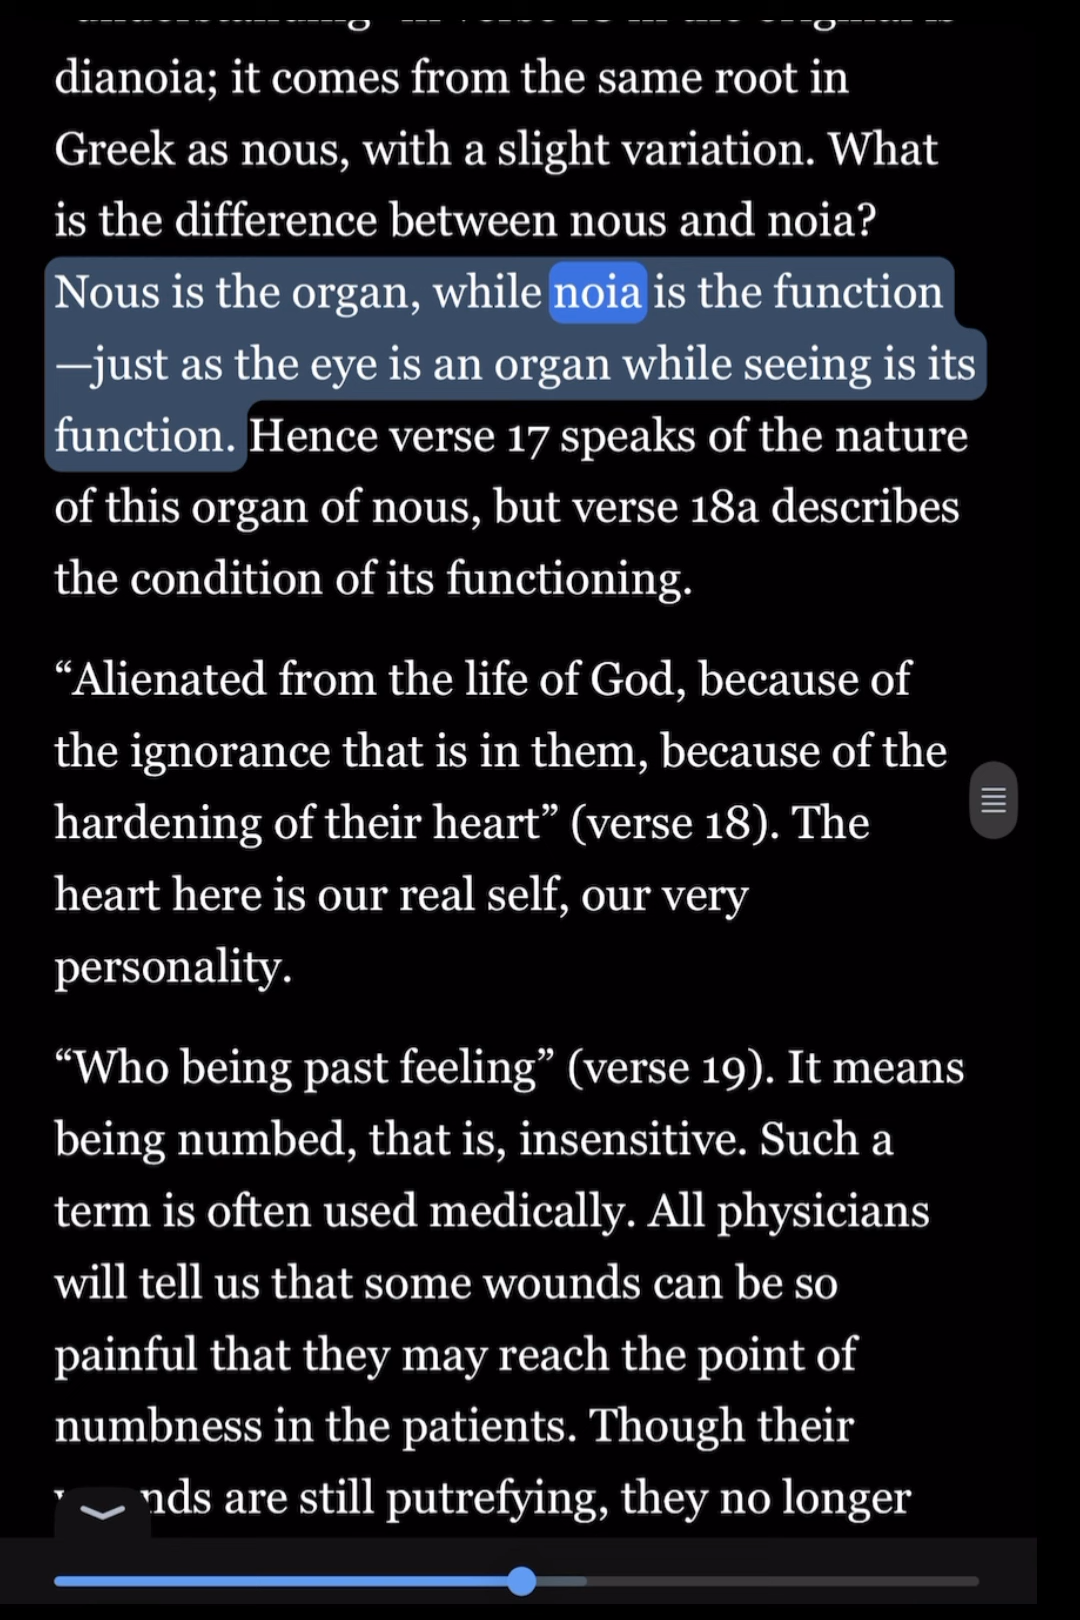 dianoia; it comes from the same root in
Greek as nous, with a slight variation. What
is the difference between nous and noia?
Nous is the organ, while noia is the function
—just as the eye is an organ while seeing is its
function. Hence verse 17 speaks of the nature
of this organ of nous, but verse 18a describes
the condition of its functioning.
“Alienated from the life of God, because of
the ignorance that is in them, because of the
hardening of their heart” (verse 18). The
heart here is our real self, our very
personality.
“Who being past feeling” (verse 19). It means
being numbed, that is, insensitive. Such a
term is often used medically. All physicians
will tell us that some wounds can be so
painful that they may reach the point of
numbness in the patients. Though their
are still putrefying, they no longer